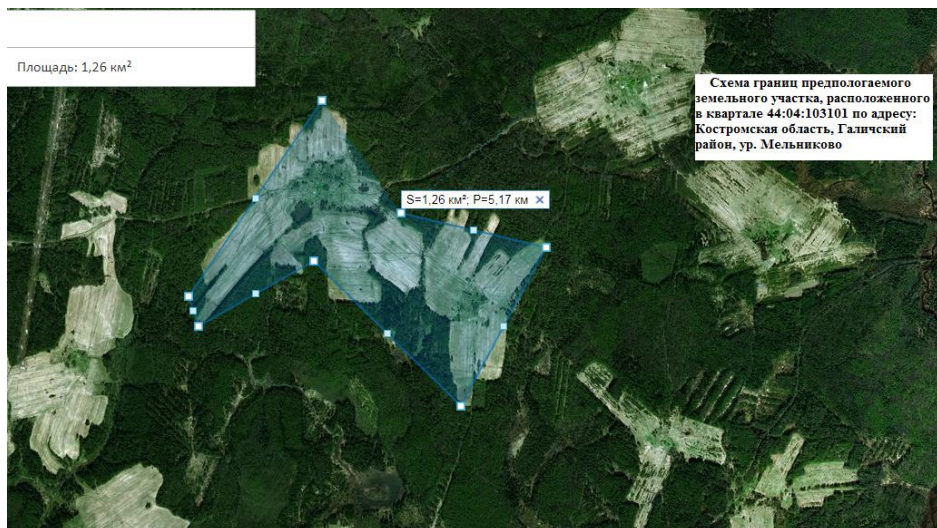 Площадь: 1,26 км²
Схема границ предпологаемого
земельного участка, расположенного
в квартале 44:04:103101 по адресу:
Костромская область, Галичский
район, ур. Мельниково
S=1,26 км²; P=5,17 км ×